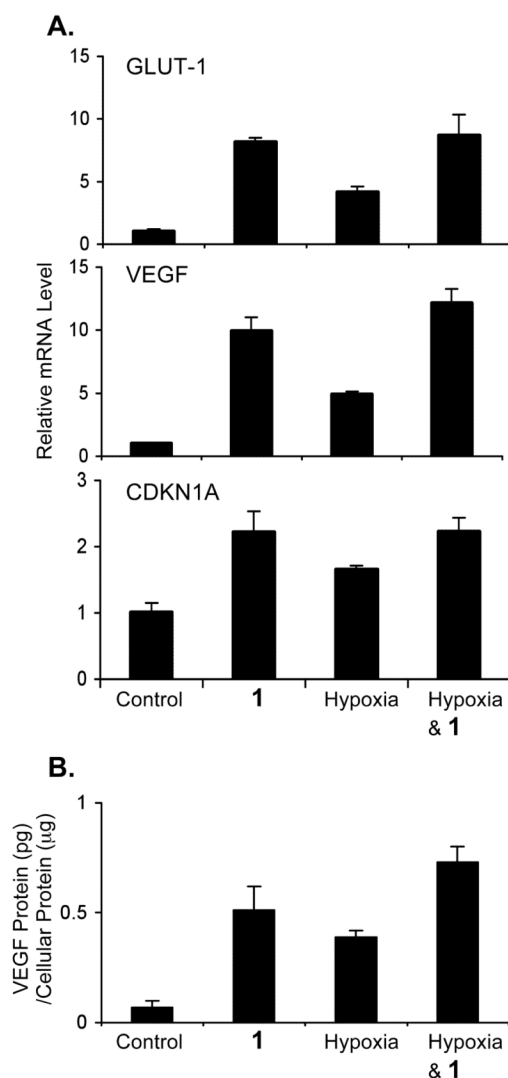 A.
GLUT-1
15
10
5
0
VEGF
15
10
5
0
Relative mRNA Level
CDKN1A
3
2
1
0
Control 1 Hypoxia Hypoxia
& 1
B.
1
0.5
0
VEGF Protein (pg)
/Cellular Protein (µg)
Control 1 Hypoxia Hypoxia
& 1